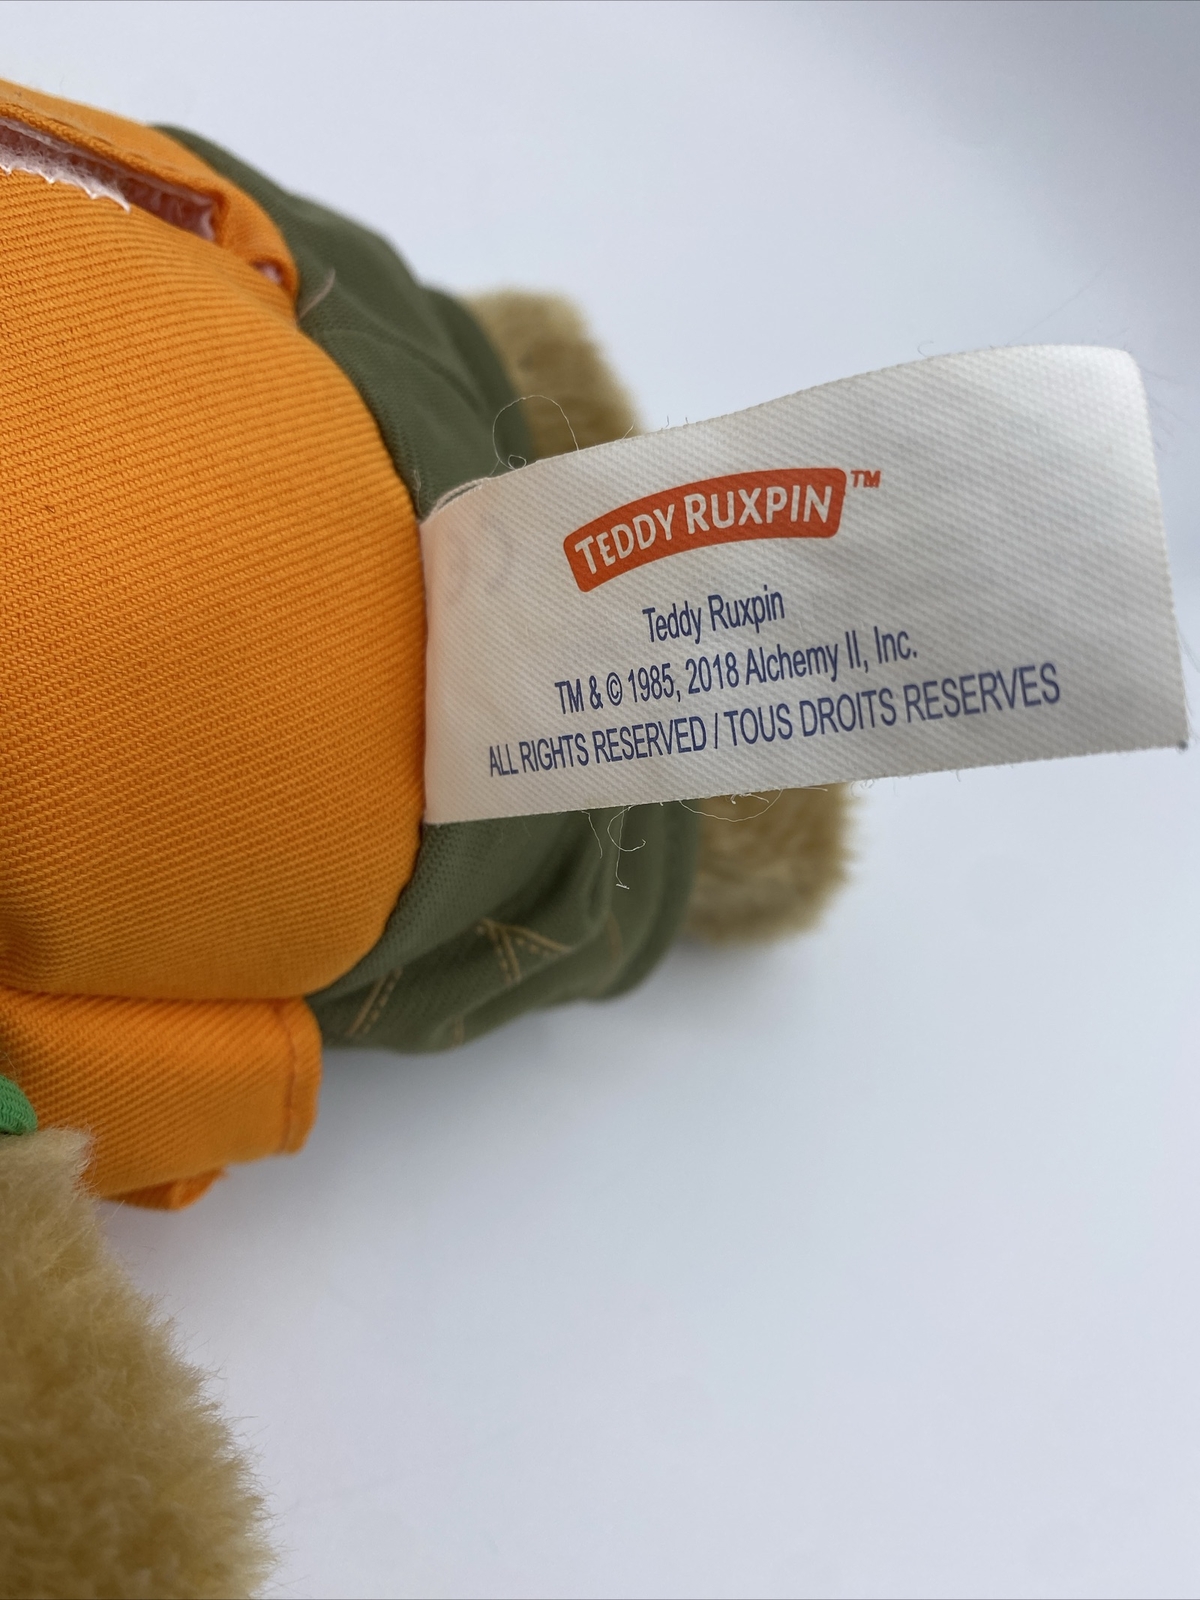 TEDDY RUXPIN™
Teddy Ruxpin
TM & © 1985, 2018 Alchemy II, Inc.
ALL RIGHTS RESERVED / TOUS DROITS RESERVES